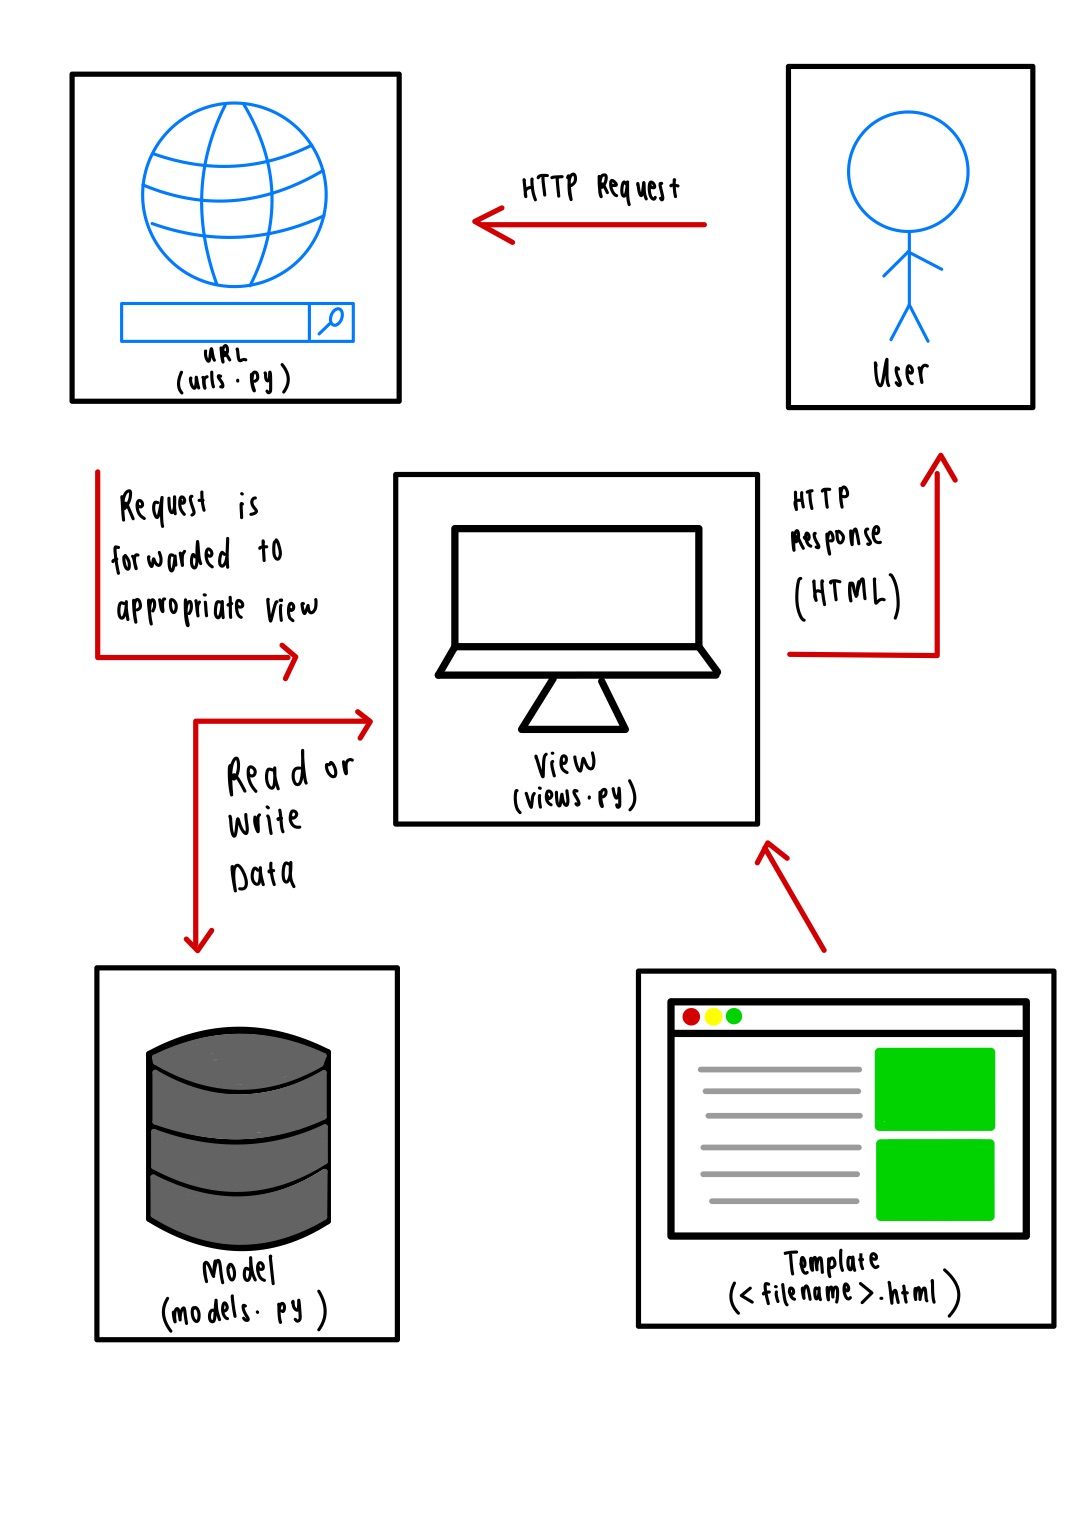 HTTP Request
URL
(urls.py)
User
Request is
forwarded to
appropriate view
HTTP
Response
(HTML)
Read or
write
Data
View
(views.py)
Model
(models.py)
Template
(<filename>.html)